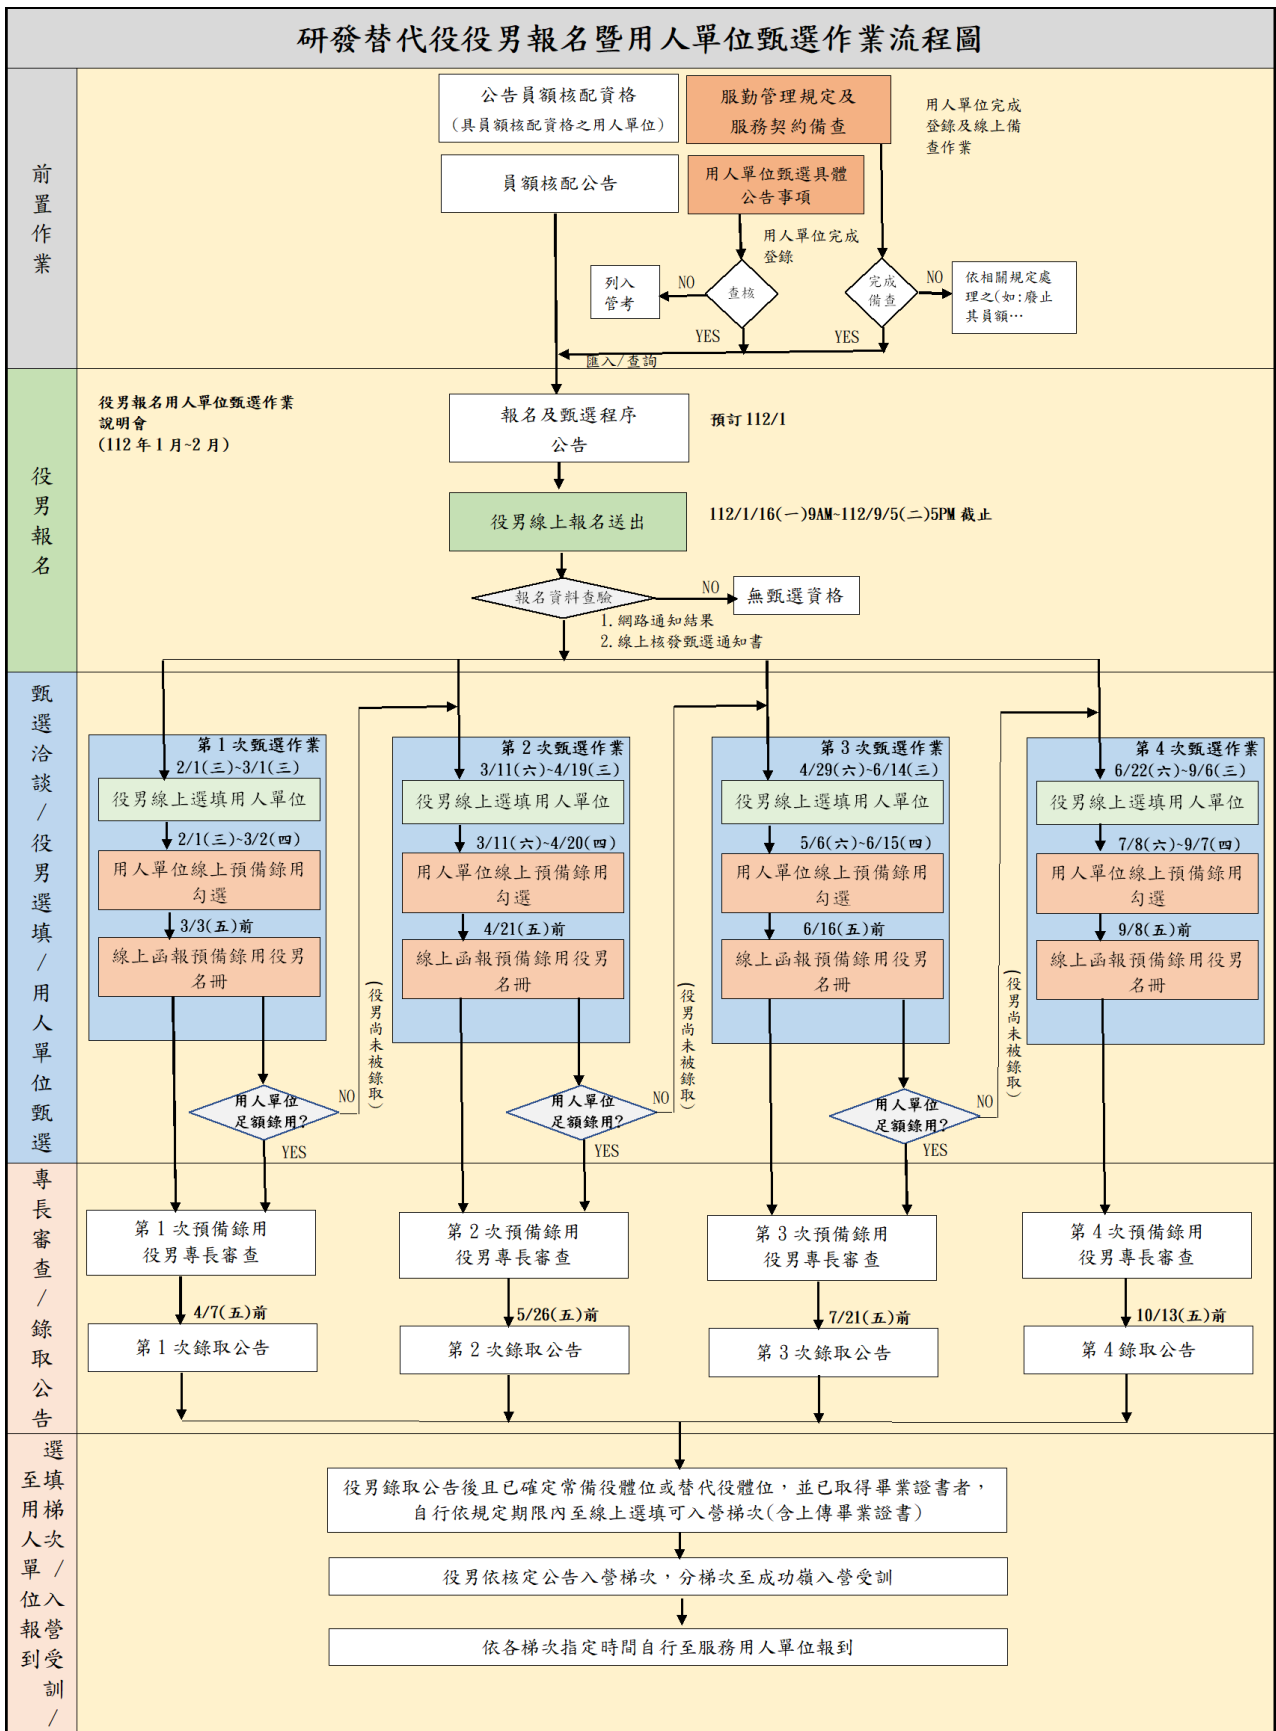 研發替代役役男報名暨用人單位甄選作業流程圖
前置作業
公告員額核配資格
(具員額核配資格之用人單位)
服勤管理規定及
服務契約備查
用人單位完成
登錄及線上備
查作業
員額核配公告
用人單位甄選具體
公告事項
用人單位完成
登錄
列入
管考
NO
查核
完成
備查
NO
依相關規定處
理之(如:廢止
其員額…
YES
YES
匯入/查詢
役男報名
役男報名用人單位甄選作業
說明會
(112 年 1 月~2 月)
報名及甄選程序
公告
預訂 112/1
役男線上報名送出
112/1/16(一)9AM~112/9/5(二)5PM 截止
報名資料查驗
NO
無甄選資格
1. 網路通知結果
2. 線上核發甄選通知書
甄選洽談/役男選填/用人單位甄選
第 1 次甄選作業
2/1(三)~3/1(三)
役男線上選填用人單位
2/1(三)~3/2(四)
用人單位線上預備錄用
勾選
3/3(五)前
線上函報預備錄用役男
名冊
用人單位
足額錄用?
NO
YES
(役男尚未被錄取)
第 2 次甄選作業
3/11(六)~4/19(三)
役男線上選填用人單位
3/11(六)~4/20(四)
用人單位線上預備錄用
勾選
4/21(五)前
線上函報預備錄用役男
名冊
用人單位
足額錄用?
NO
YES
(役男尚未被錄取)
第 3 次甄選作業
4/29(六)~6/14(三)
役男線上選填用人單位
5/6(六)~6/15(四)
用人單位線上預備錄用
勾選
6/16(五)前
線上函報預備錄用役男
名冊
用人單位
足額錄用?
NO
YES
(役男尚未被錄取)
第 4 次甄選作業
6/22(六)~9/6(三)
役男線上選填用人單位
7/8(六)~9/7(四)
用人單位線上預備錄用
勾選
9/8(五)前
線上函報預備錄用役男
名冊
專長審查/錄取公告
第 1 次預備錄用
役男專長審查
4/7(五)前
第 1 次錄取公告
第 2 次預備錄用
役男專長審查
5/26(五)前
第 2 次錄取公告
第 3 次預備錄用
役男專長審查
7/21(五)前
第 3 次錄取公告
第 4 次預備錄用
役男專長審查
10/13(五)前
第 4 錄取公告
選填梯次/入營受訓/
至用人單位報到
役男錄取公告後且已確定常備役體位或替代役體位，並已取得畢業證書者，
自行依規定期限內至線上選填可入營梯次(含上傳畢業證書)
役男依核定公告入營梯次，分梯次至成功嶺入營受訓
依各梯次指定時間自行至服務用人單位報到